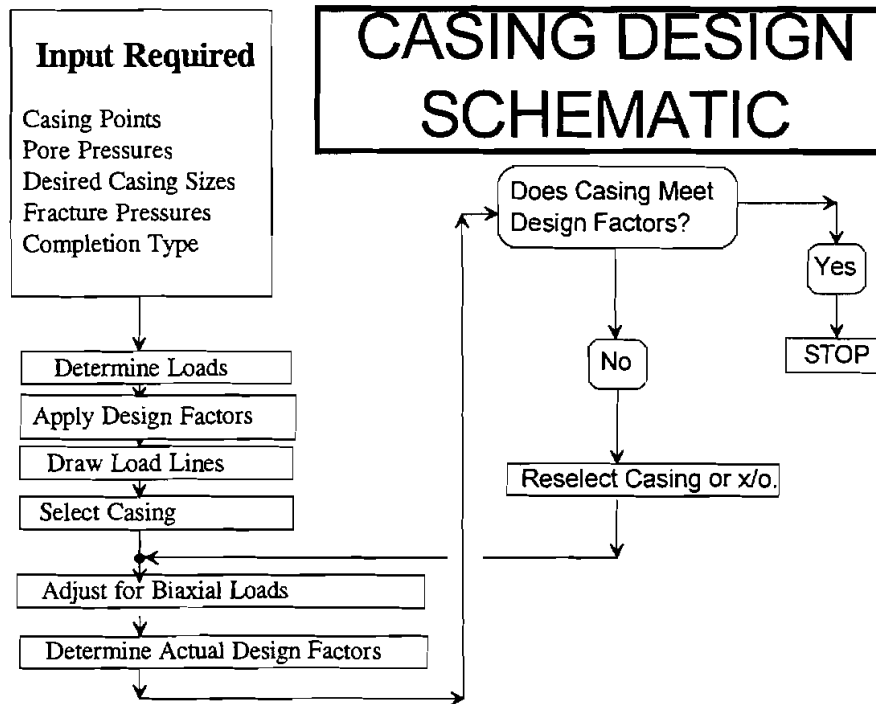 CASING DESIGN
SCHEMATIC
Input Required
Casing Points
Pore Pressures
Desired Casing Sizes
Fracture Pressures
Completion Type
Determine Loads
Apply Design Factors
Draw Load Lines
Select Casing
Adjust for Biaxial Loads
Determine Actual Design Factors
Does Casing Meet
Design Factors?
Yes
STOP
No
Reselect Casing or x/o.